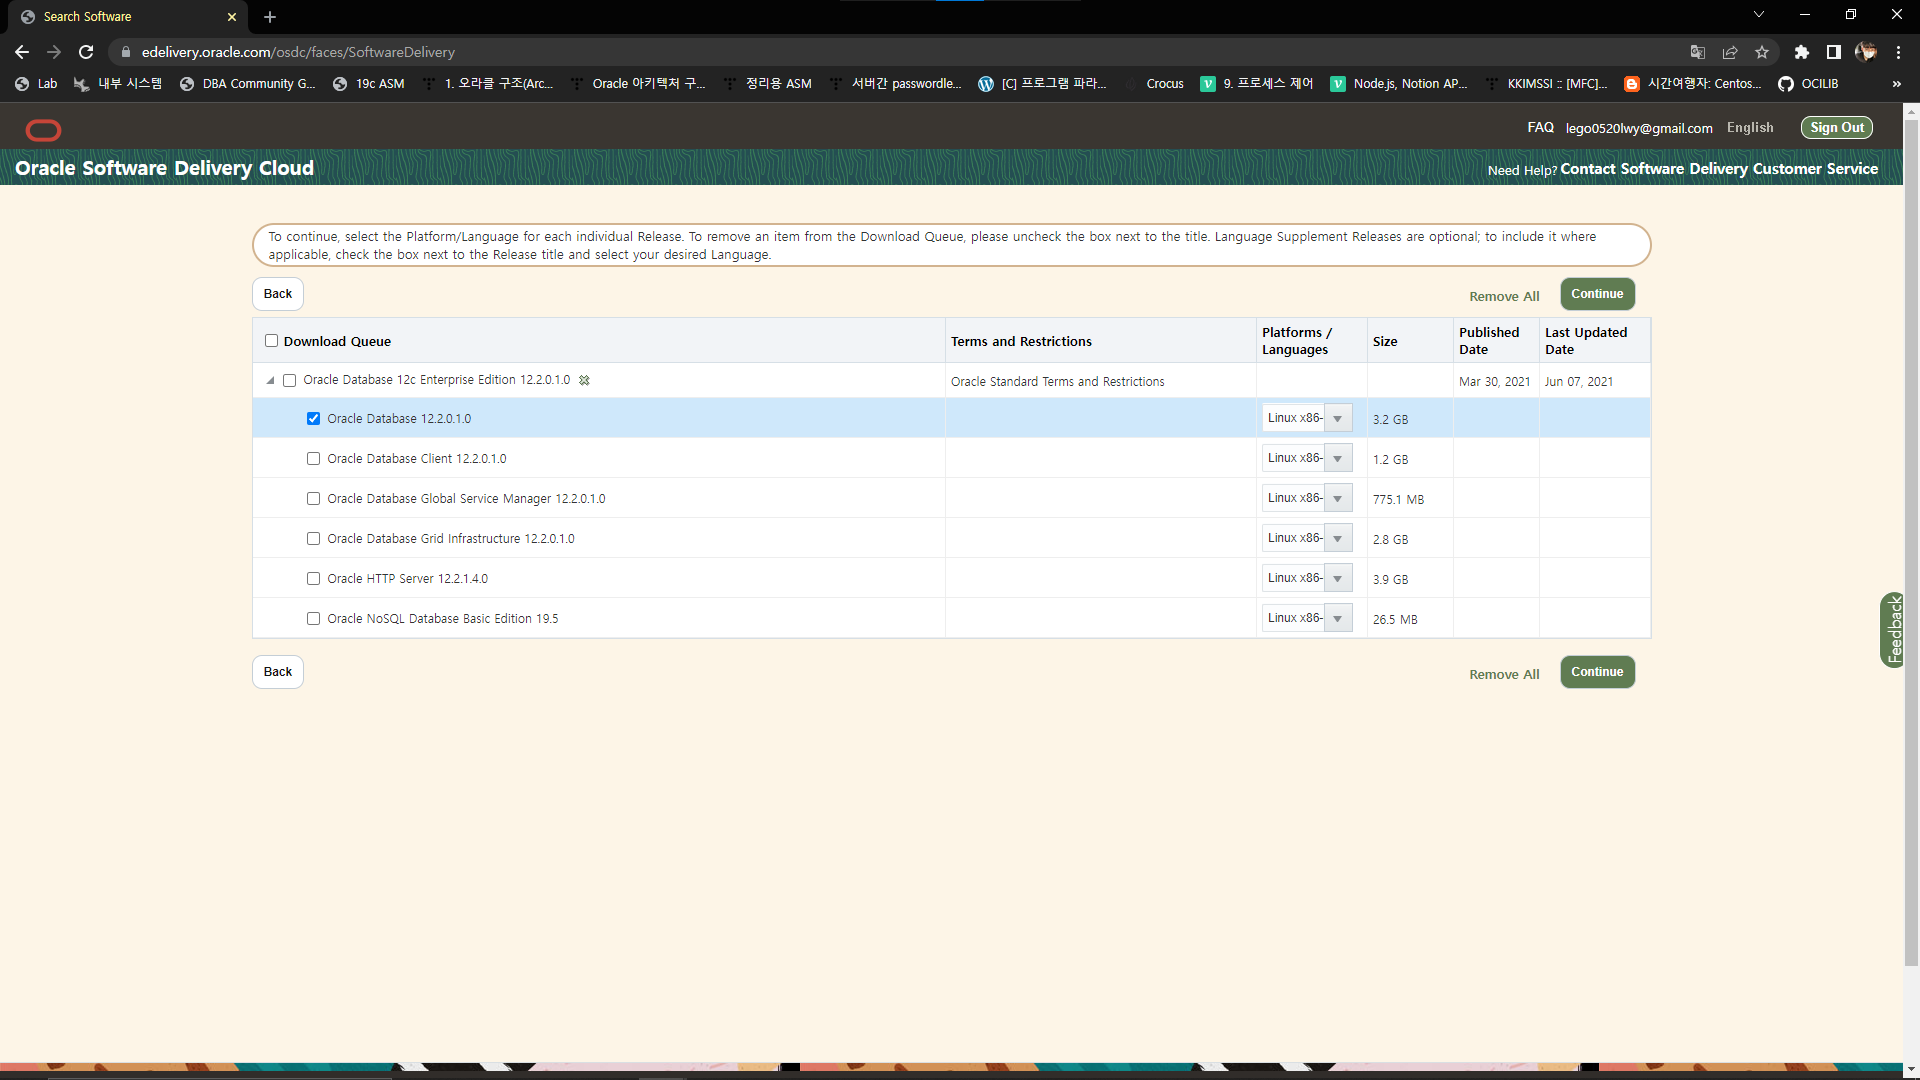 Search Software
edelivery.oracle.com/osdc/faces/SoftwareDelivery
Lab 내부 시스템 DBA Community G... 19c ASM 1. 오라클 구조(Arc... Oracle 아키텍처 구... 정리용 ASM 서버간 passwordle... [C] 프로그램 파라... Crocus 9. 프로세스 제어 Node.js, Notion AP... KKIMSSI :: [MFC]... 시간여행자: Centos... OCILIB »
FAQ lego0520lwy@gmail.com English Sign Out
Oracle Software Delivery Cloud
Need Help? Contact Software Delivery Customer Service
To continue, select the Platform/Language for each individual Release. To remove an item from the Download Queue, please uncheck the box next to the title. Language Supplement Releases are optional; to include it where
applicable, check the box next to the Release title and select your desired Language.
Back Remove All Continue
Download Queue Terms and Restrictions Platforms / Languages Size Published Date Last Updated Date
Oracle Database 12c Enterprise Edition 12.2.0.1.0 Oracle Standard Terms and Restrictions Mar 30, 2021 Jun 07, 2021
Oracle Database 12.2.0.1.0 Linux x86- 3.2 GB
Oracle Database Client 12.2.0.1.0 Linux x86- 1.2 GB
Oracle Database Global Service Manager 12.2.0.1.0 Linux x86- 775.1 MB
Oracle Database Grid Infrastructure 12.2.0.1.0 Linux x86- 2.8 GB
Oracle HTTP Server 12.2.1.4.0 Linux x86- 3.9 GB
Oracle NoSQL Database Basic Edition 19.5 Linux x86- 26.5 MB
Back Remove All Continue
Feedback